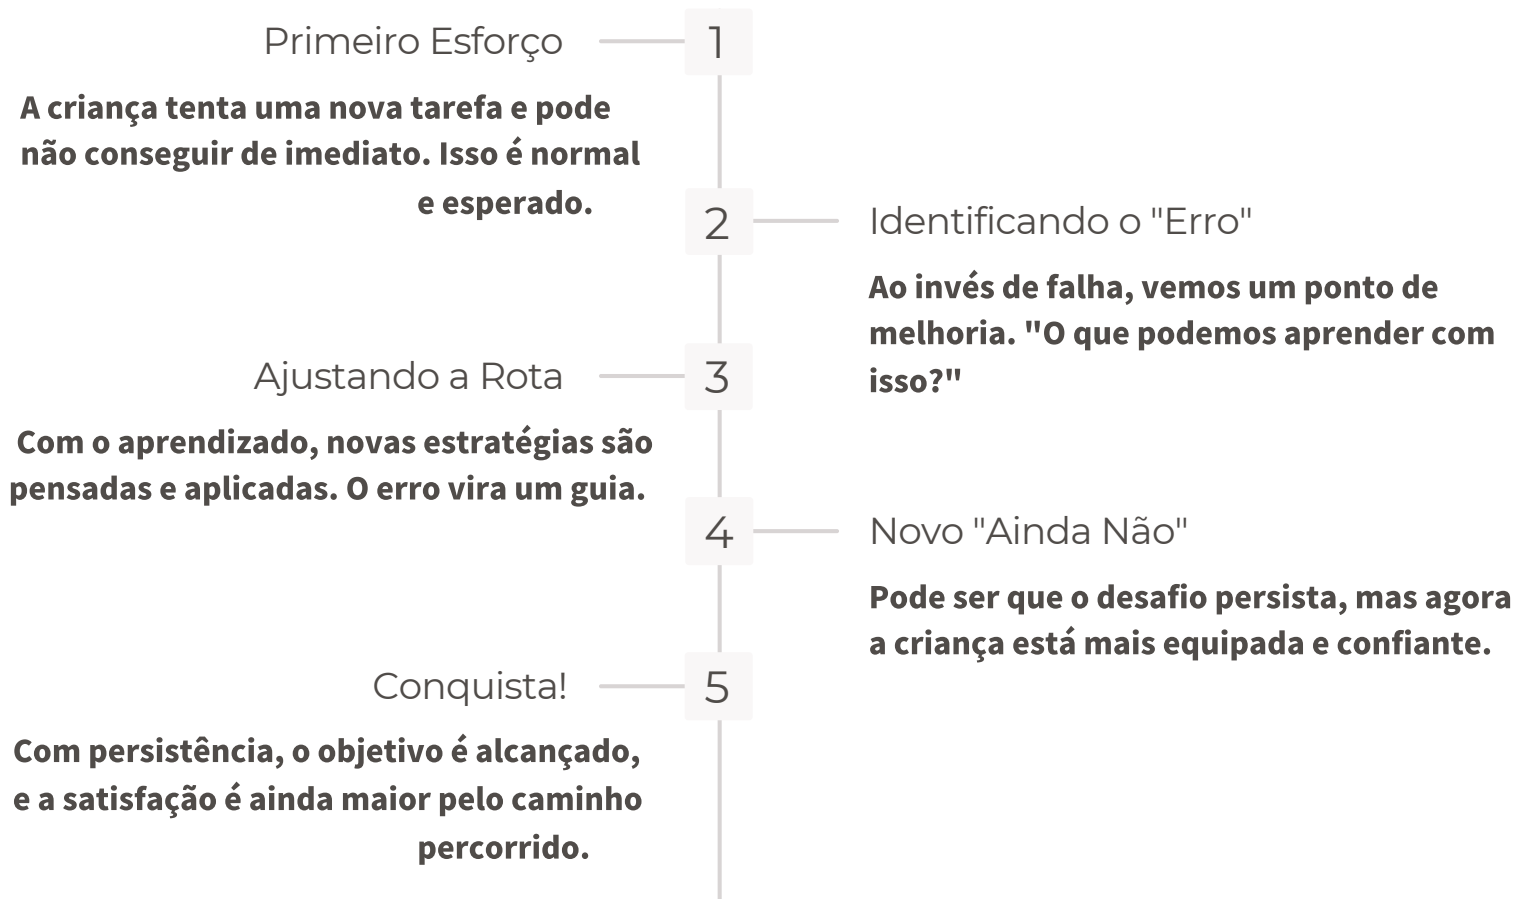 Primeiro Esforço
1
A criança tenta uma nova tarefa e pode
não conseguir de imediato. Isso é normal
e esperado.
2
Identificando o "Erro"
Ao invés de falha, vemos um ponto de
melhoria. "O que podemos aprender com
isso?"
Ajustando a Rota
3
Com o aprendizado, novas estratégias são
pensadas e aplicadas. O erro vira um guia.
4
Novo "Ainda Não"
Pode ser que o desafio persista, mas agora
a criança está mais equipada e confiante.
Conquista!
5
Com persistência, o objetivo é alcançado,
e a satisfação é ainda maior pelo caminho
percorrido.